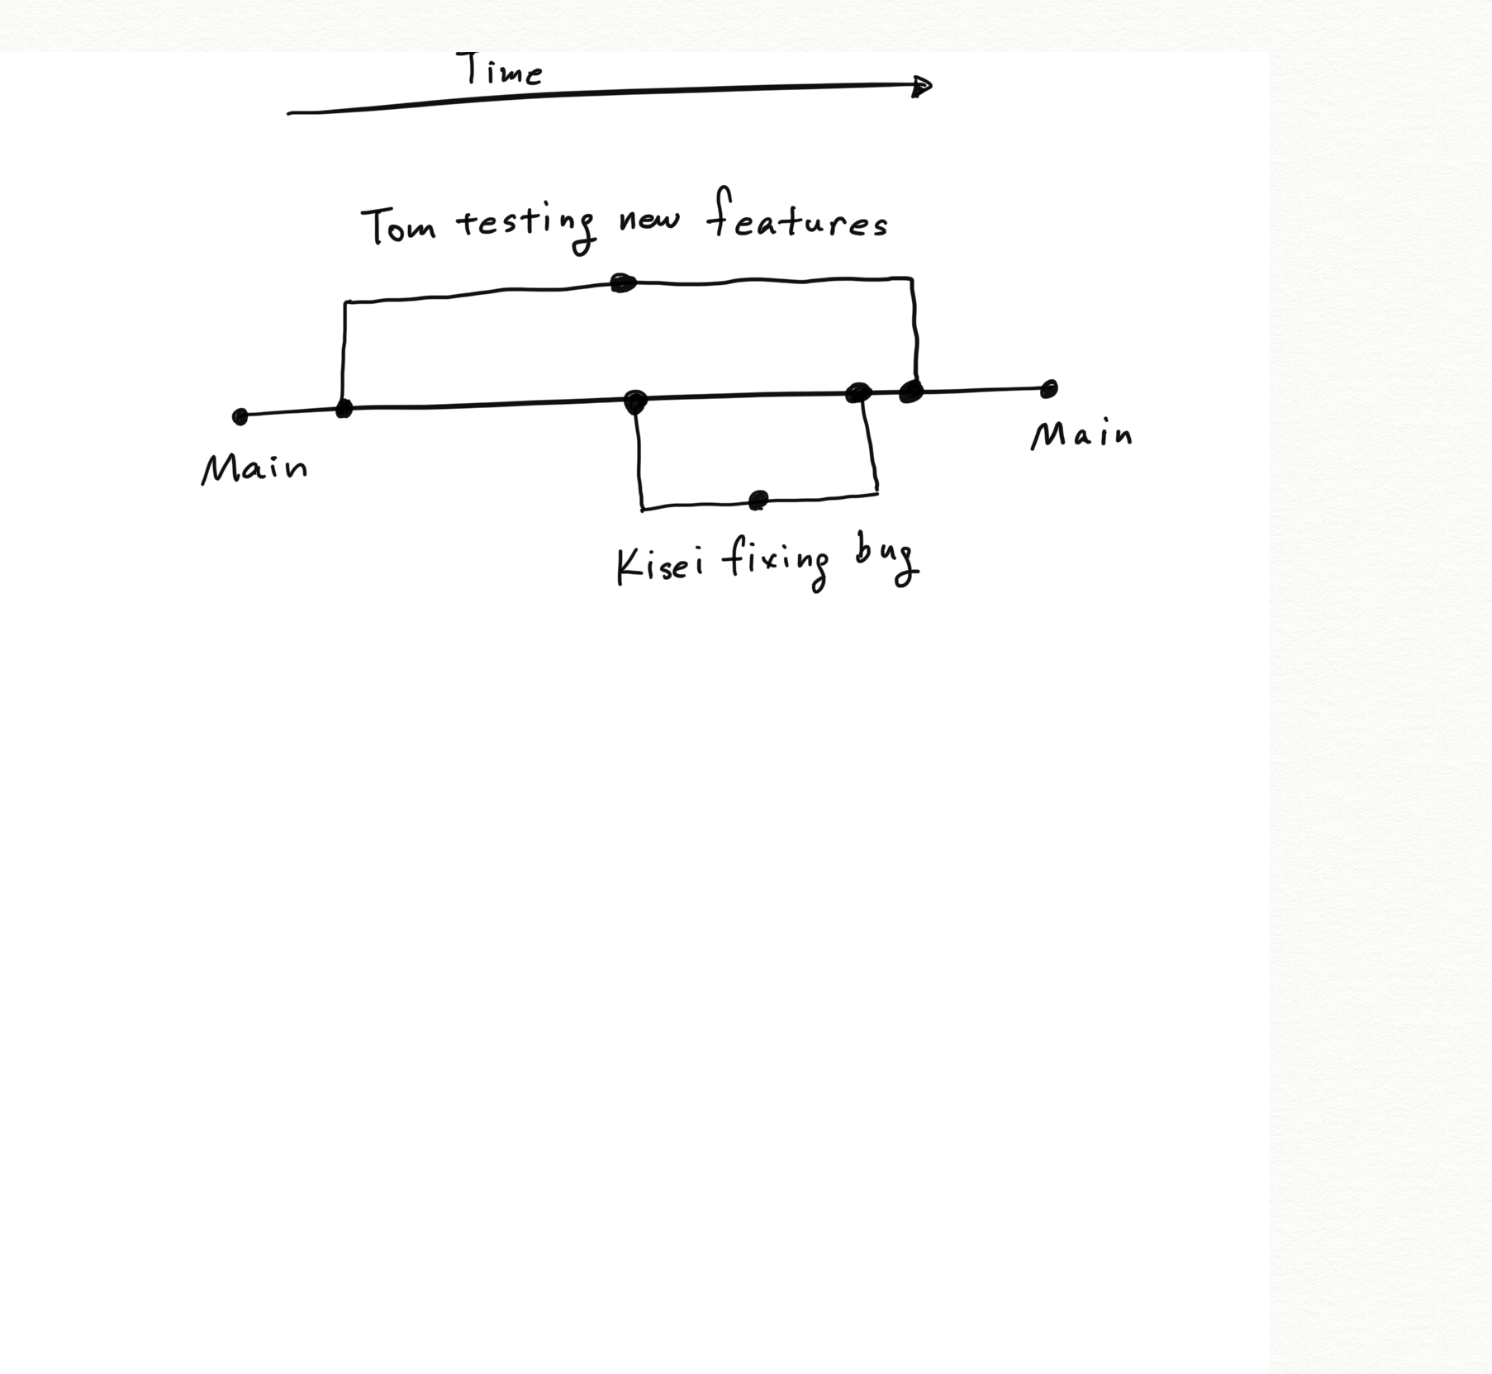 Time
Tom testing new features
Main
Main
Kisei fixing bug